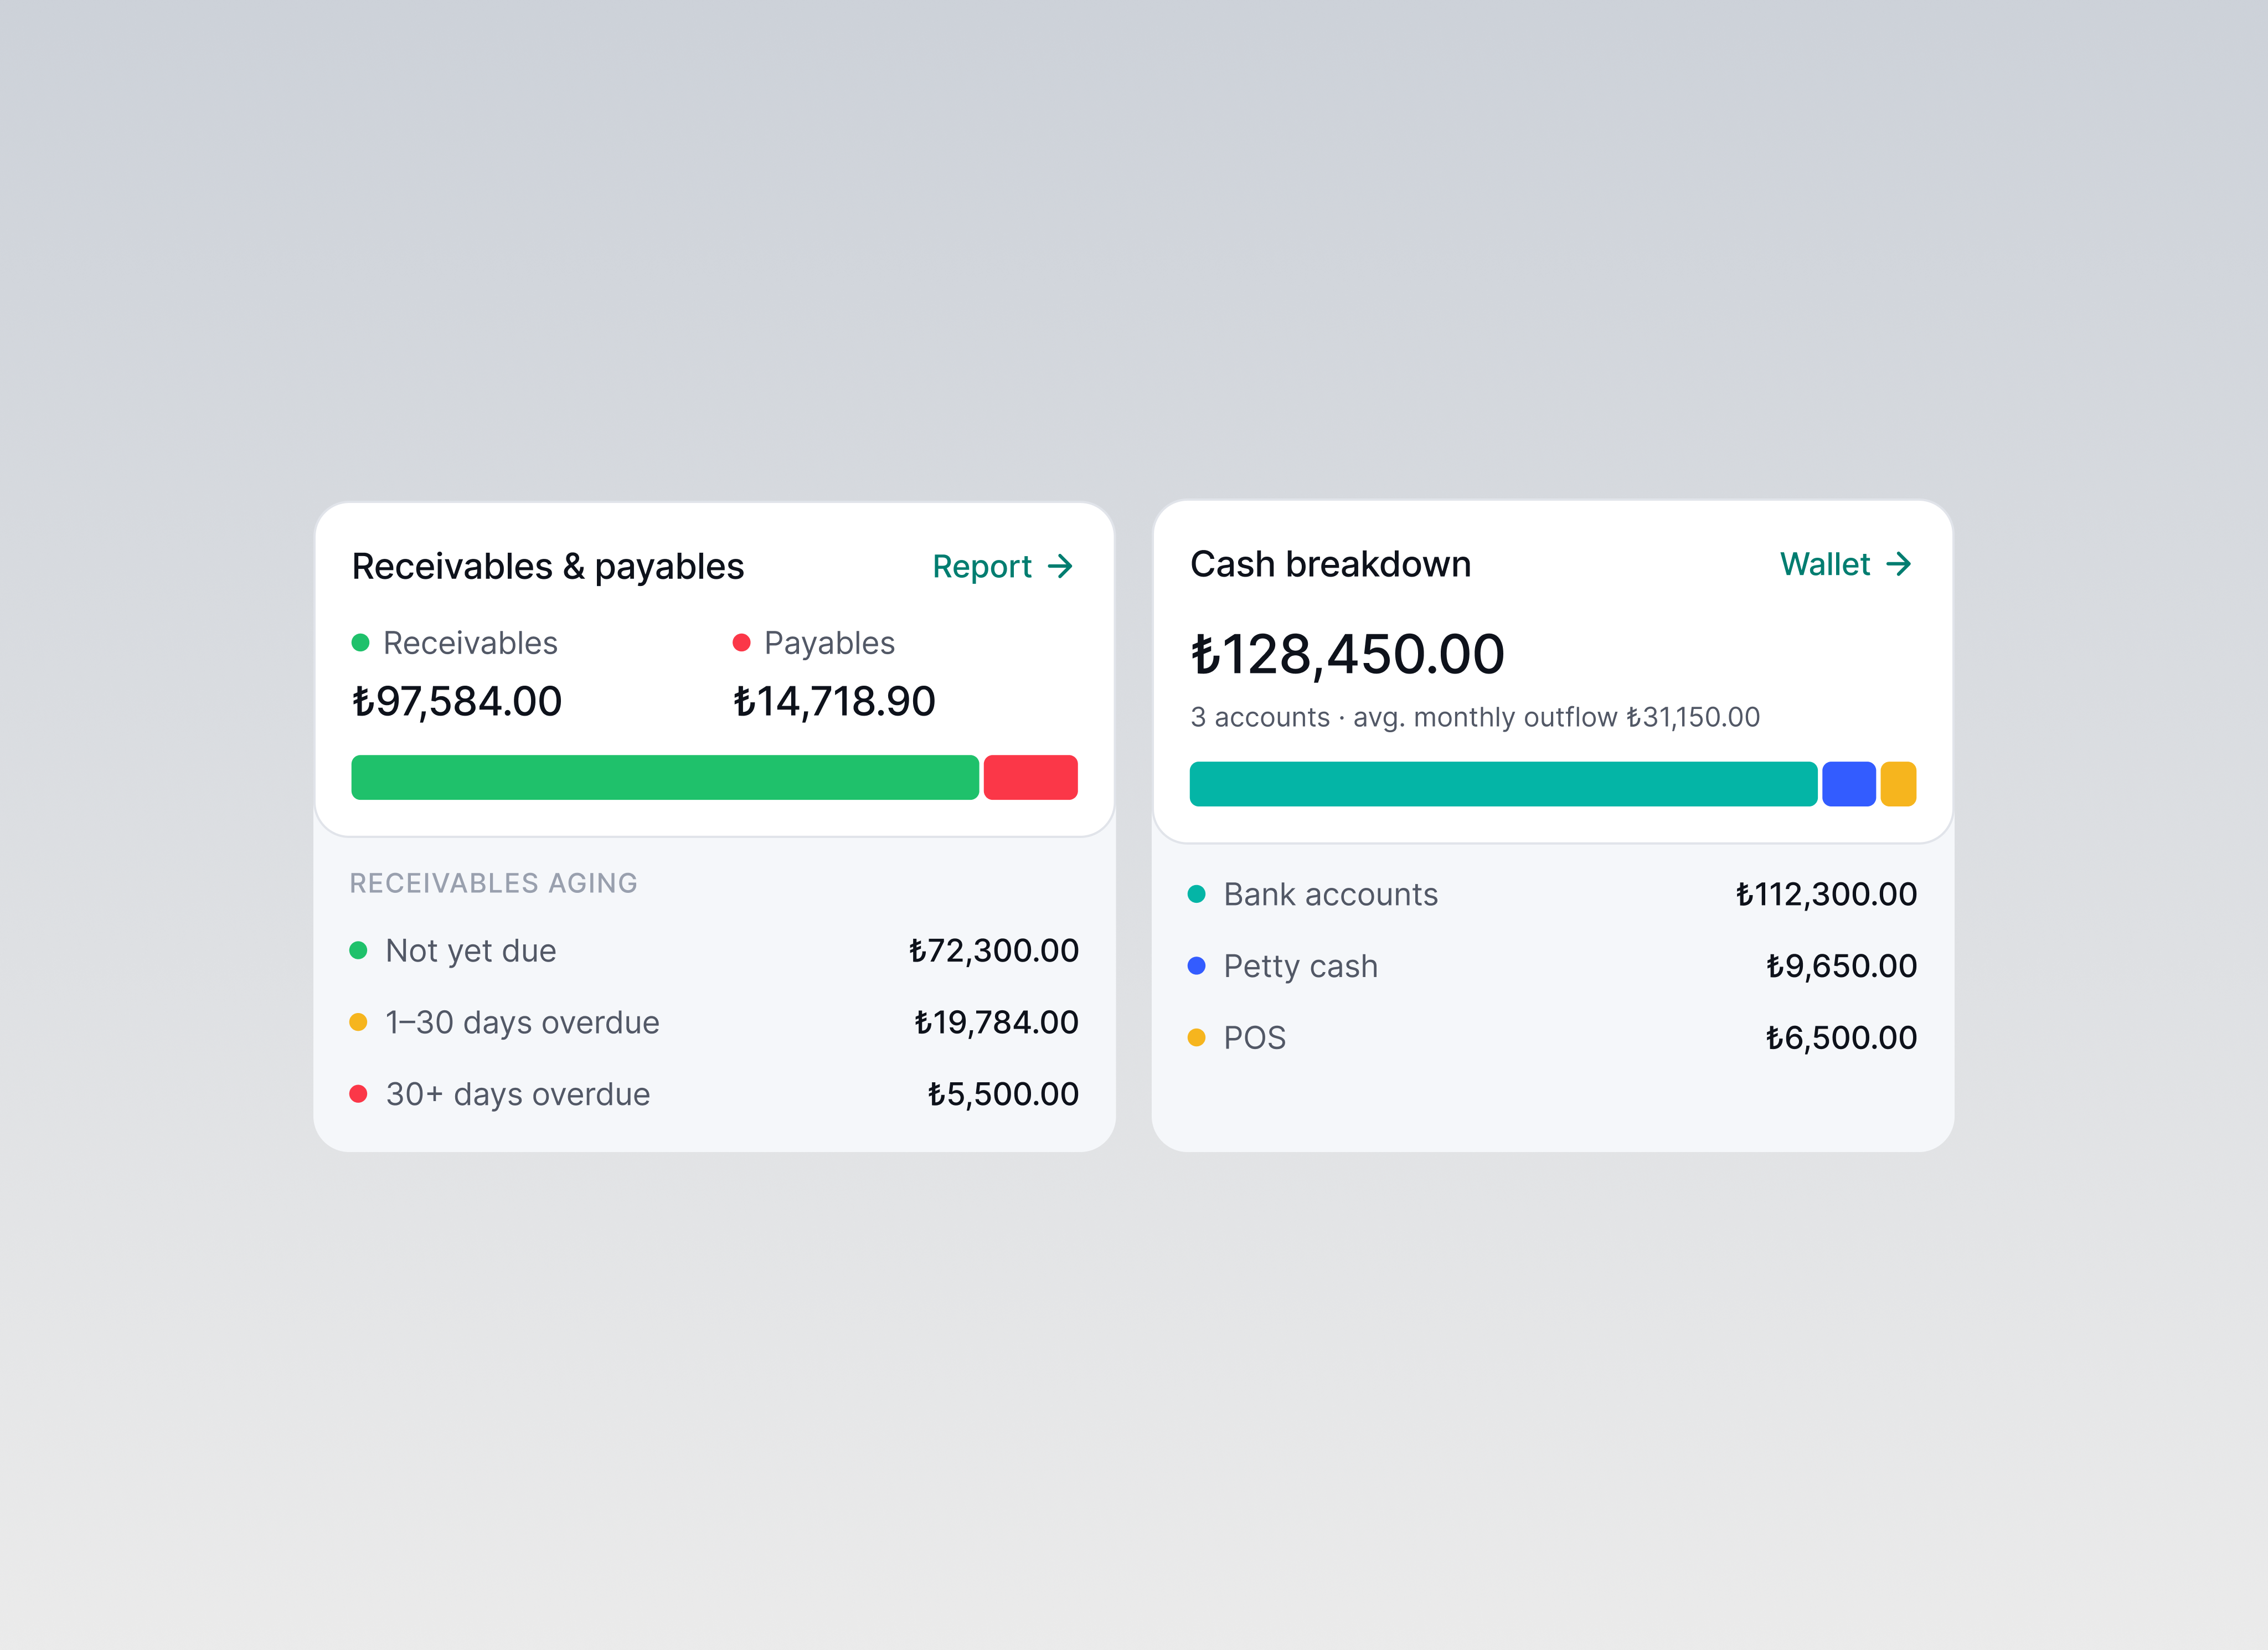 Receivables & payables
Report →
Receivables
Payables
₺97,584.00
₺14,718.90
RECEIVABLES AGING
Not yet due
₺72,300.00
1–30 days overdue
₺19,784.00
30+ days overdue
₺5,500.00
Cash breakdown
Wallet →
₺128,450.00
3 accounts · avg. monthly outflow ₺31,150.00
Bank accounts
₺112,300.00
Petty cash
₺9,650.00
POS
₺6,500.00